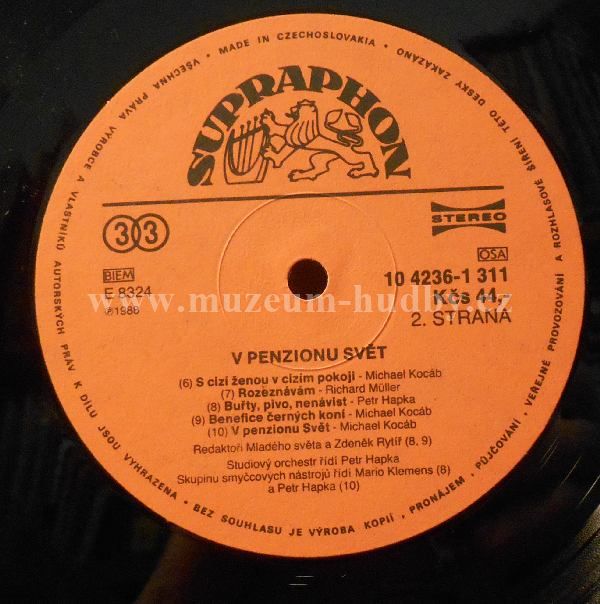 VŠECHNA PRÁVA VÝROBCE A VLASTNÍKŮ AUTORSKÝCH PRÁV K DÍLU JSOU VYHRAZENA • BEZ SOUHLASU JE VÝROBA KOPIÍ, PRONÁJEM, PŮJČOVÁNÍ, VEŘEJNÉ PROVOZOVÁNÍ A ROZHLASOVÉ ŠÍŘENÍ TÉTO DESKY ZAKÁZÁNO • MADE IN CZECHOSLOVAKIA •
SUPRAPHON
33
STEREO
BIEM
OSA
E 8324
10 4236-1 311
℗1988
Kčs 44,-
2. STRANA
www.muzeum-hudby.cz
V PENZIONU SVĚT
(6) S cizí ženou v cizím pokoji - Michael Kocáb
(7) Rozeznávám - Richard Müller
(8) Buřty, pivo, nenávist - Petr Hapka
(9) Benefice černých koní - Michael Kocáb
(10) V penzionu Svět - Michael Kocáb
Redaktoři Mladého světa a Zdeněk Rytíř (8, 9)
Studiový orchestr řídí Petr Hapka
Skupinu smyčcových nástrojů řídí Mario Klemens (8)
a Petr Hapka (10)